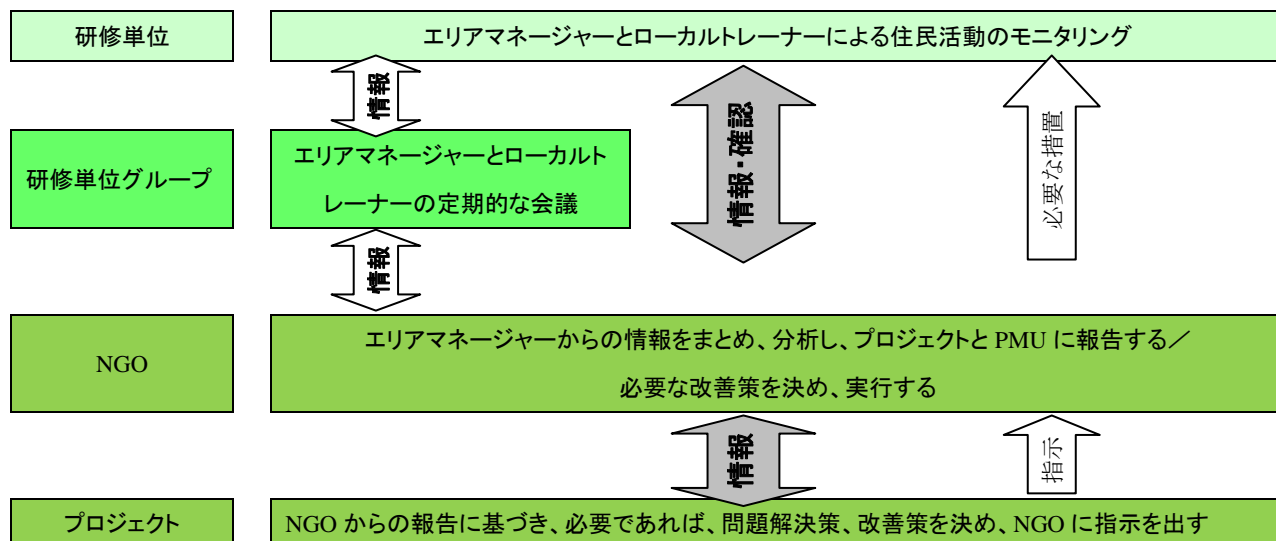 研修単位
エリアマネージャーとローカルトレーナーによる住民活動のモニタリング
情報
情報・確認
必要な措置
研修単位グループ
エリアマネージャーとローカルト
レーナーの定期的な会議
情報
NGO
エリアマネージャーからの情報をまとめ、分析し、プロジェクトと PMU に報告する／
必要な改善策を決め、実行する
情報
指示
プロジェクト
NGO からの報告に基づき、必要であれば、問題解決策、改善策を決め、NGO に指示を出す